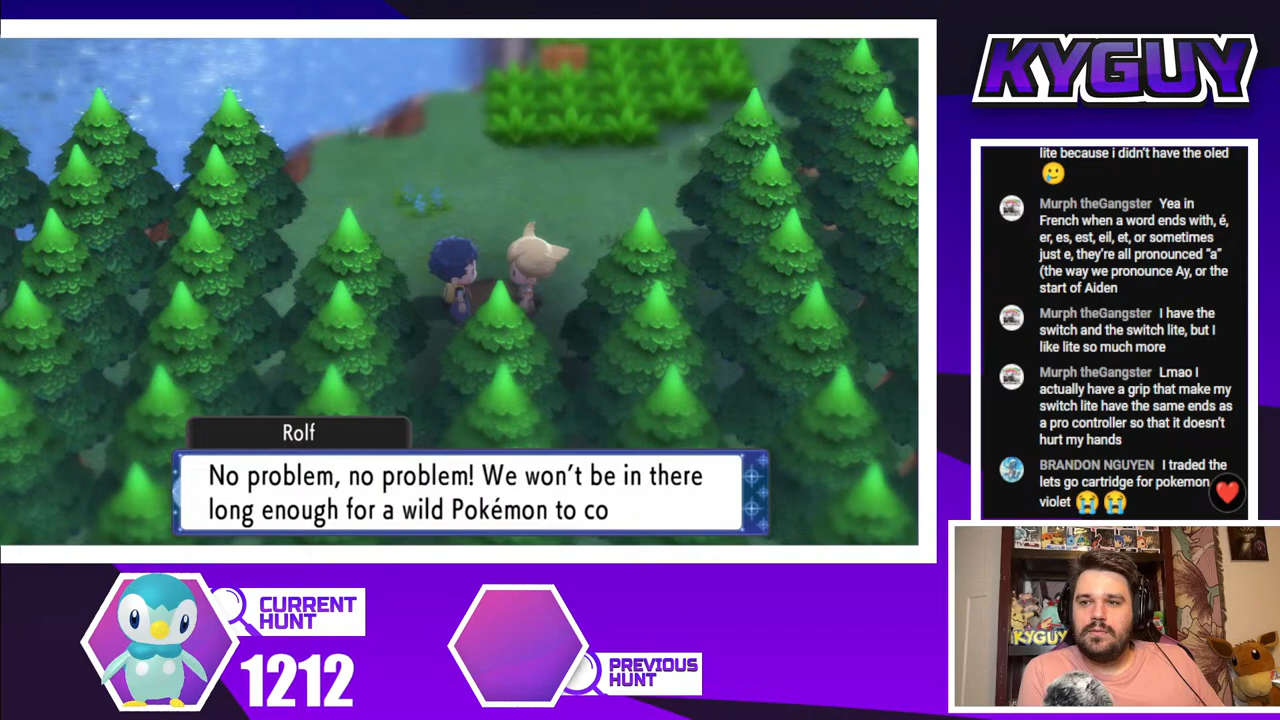 KYGUY
lite because i didn't have the oled
🥲
Murph theGangster Yea in
French when a word ends with, é,
er, es, est, eil, et, or sometimes
just e, they're all pronounced "a"
(the way we pronounce Ay, or the
start of Aiden
Murph theGangster I have the
switch and the switch lite, but I
like lite so much more
Murph theGangster Lmao I
actually have a grip that make my
switch lite have the same ends as
a pro controller so that it doesn't
hurt my hands
BRANDON NGUYEN I traded the
lets go cartridge for pokemon
violet 😭😭
Rolf
No problem, no problem! We won't be in there
long enough for a wild Pokémon to co
CURRENT
HUNT
1212
PREVIOUS
HUNT
KYGUY